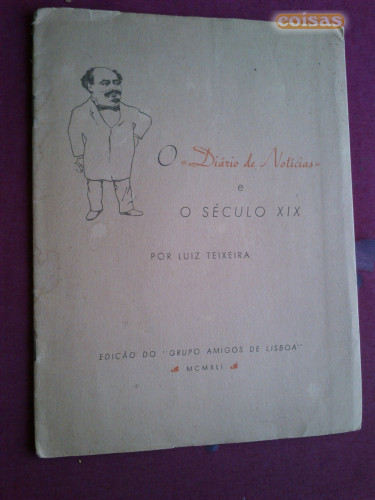 coisas
O «Diário de Notícias»
e
O SÉCULO XIX
POR LUIZ TEIXEIRA
EDIÇÃO DO "GRUPO AMIGOS DE LISBOA"
MCMXLI